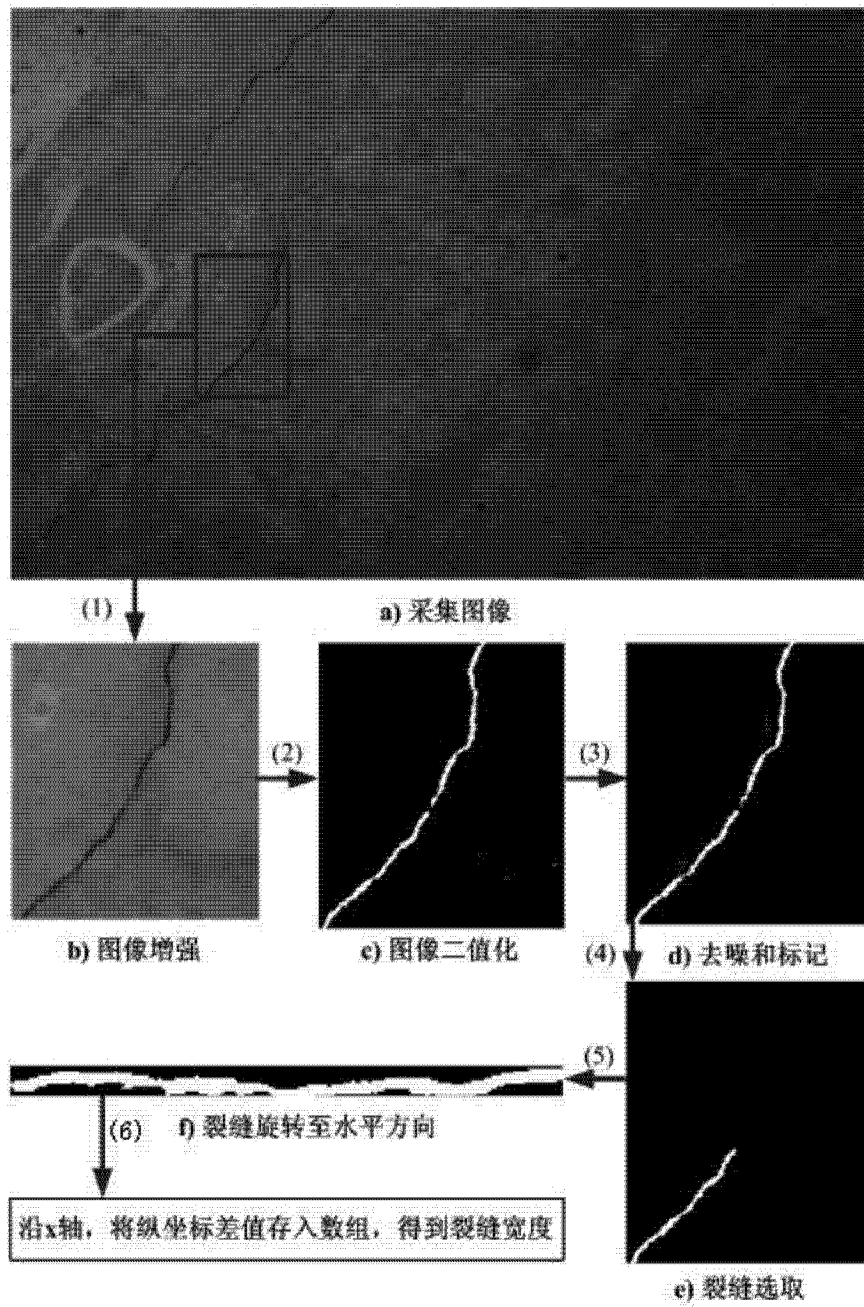 a) 采集图像
(1)
(2)
(3)
b) 图像增强
c) 图像二值化
d) 去噪和标记
(4)
(5)
f) 裂缝旋转至水平方向
(6)
沿x轴，将纵坐标差值存入数组，得到裂缝宽度
e) 裂缝选取